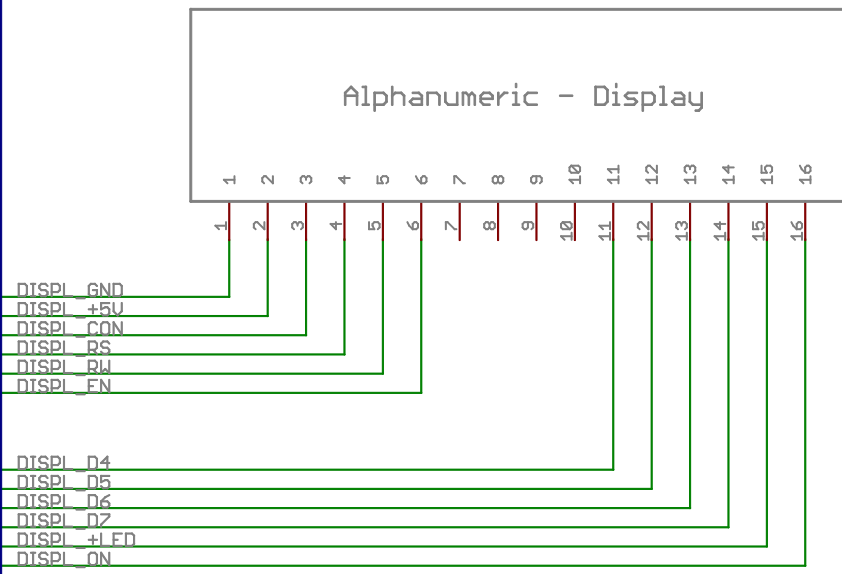 Alphanumeric - Display
1 2 3 4 5 6 7 8 9 10 11 12 13 14 15 16
1 2 3 4 5 6 7 8 9 10 11 12 13 14 15 16
DISPL_GND
DISPL_+5V
DISPL_CON
DISPL_RS
DISPL_RW
DISPL_EN
DISPL_D4
DISPL_D5
DISPL_D6
DISPL_D7
DISPL_+LED
DISPL_ON